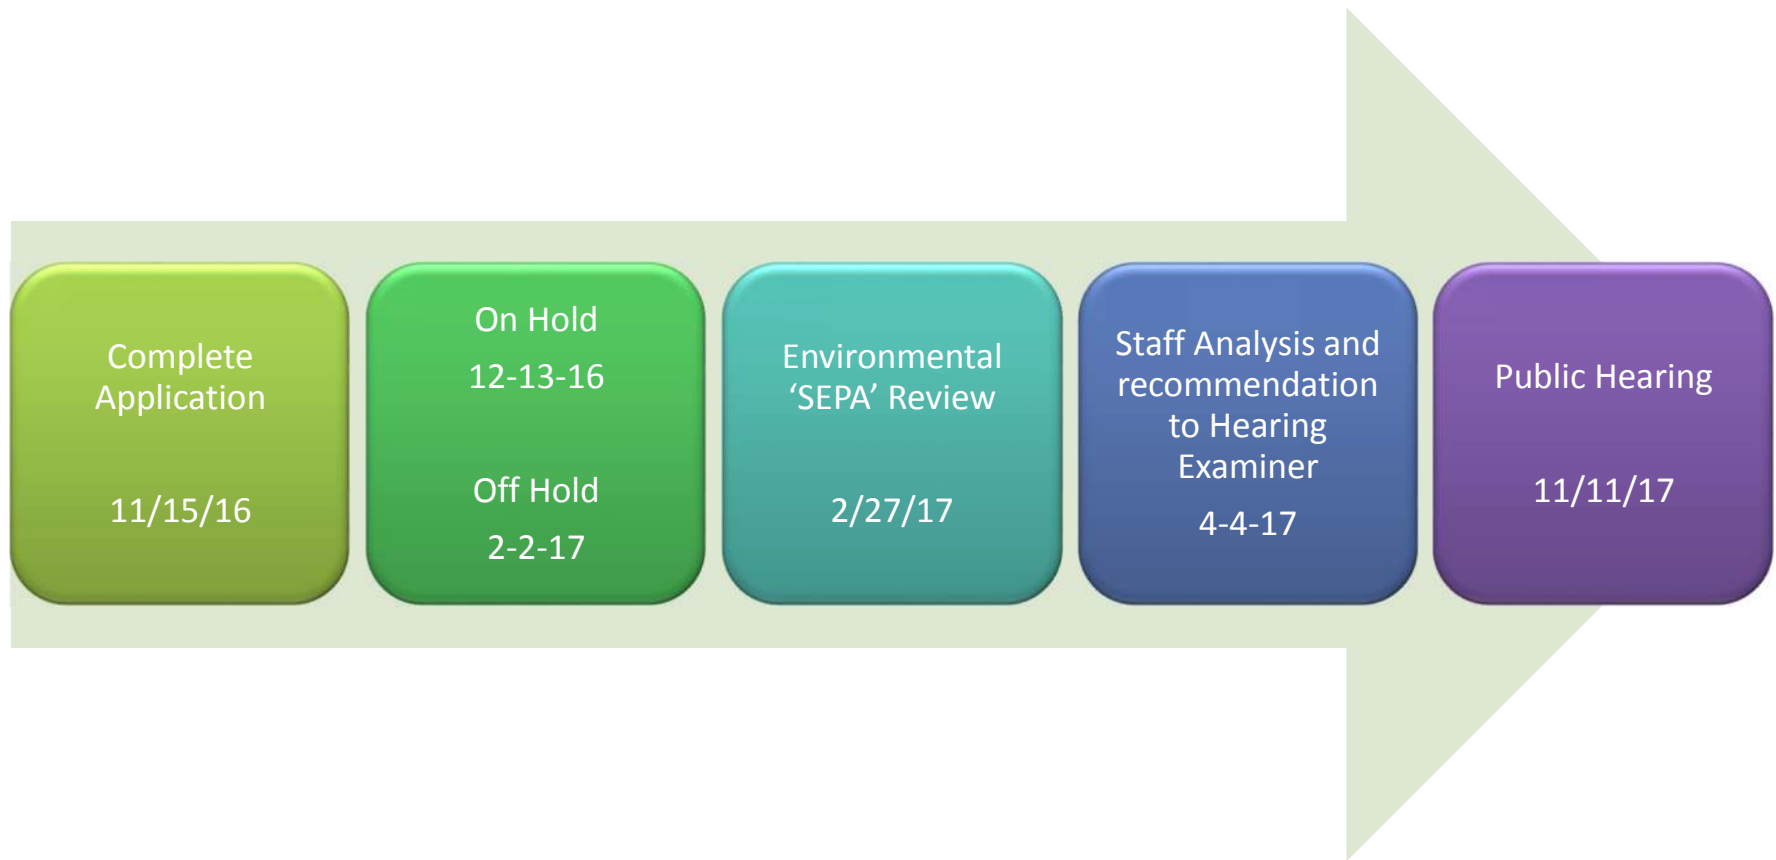 Complete
Application
11/15/16
On Hold
12-13-16
Off Hold
2-2-17
Environmental
‘SEPA’ Review
2/27/17
Staff Analysis and
recommendation
to Hearing
Examiner
4-4-17
Public Hearing
11/11/17